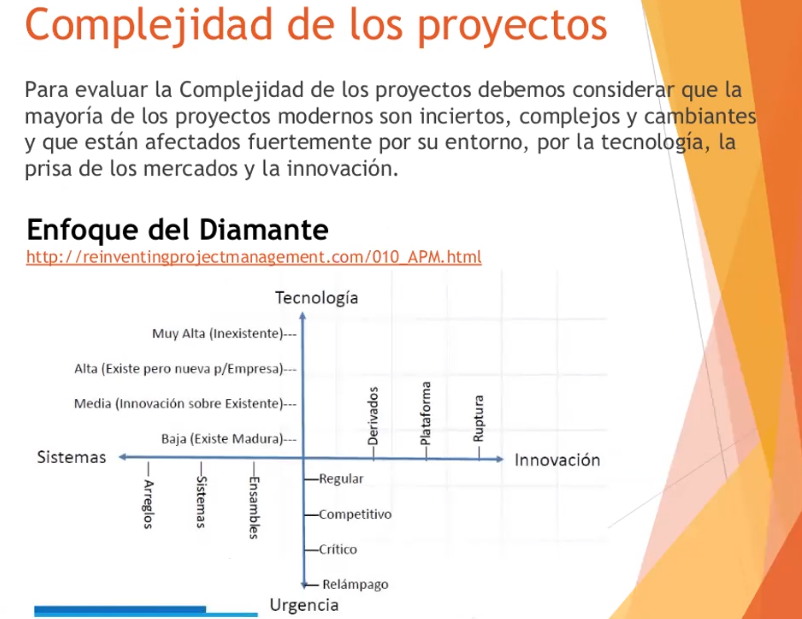 Complejidad de los proyectos
Para evaluar la Complejidad de los proyectos debemos considerar que la
mayoría de los proyectos modernos son inciertos, complejos y cambiantes
y que están afectados fuertemente por su entorno, por la tecnología, la
prisa de los mercados y la innovación.
Enfoque del Diamante
http://reinventingprojectmanagement.com/010_APM.html
Tecnología
Muy Alta (Inexistente)---
Alta (Existe pero nueva p/Empresa)---
Media (Innovación sobre Existente)---
Baja (Existe Madura)---
Derivados
Plataforma
Ruptura
Sistemas
Innovación
Arreglos
Sistemas
Ensambles
Regular
Competitivo
Crítico
Relámpago
Urgencia